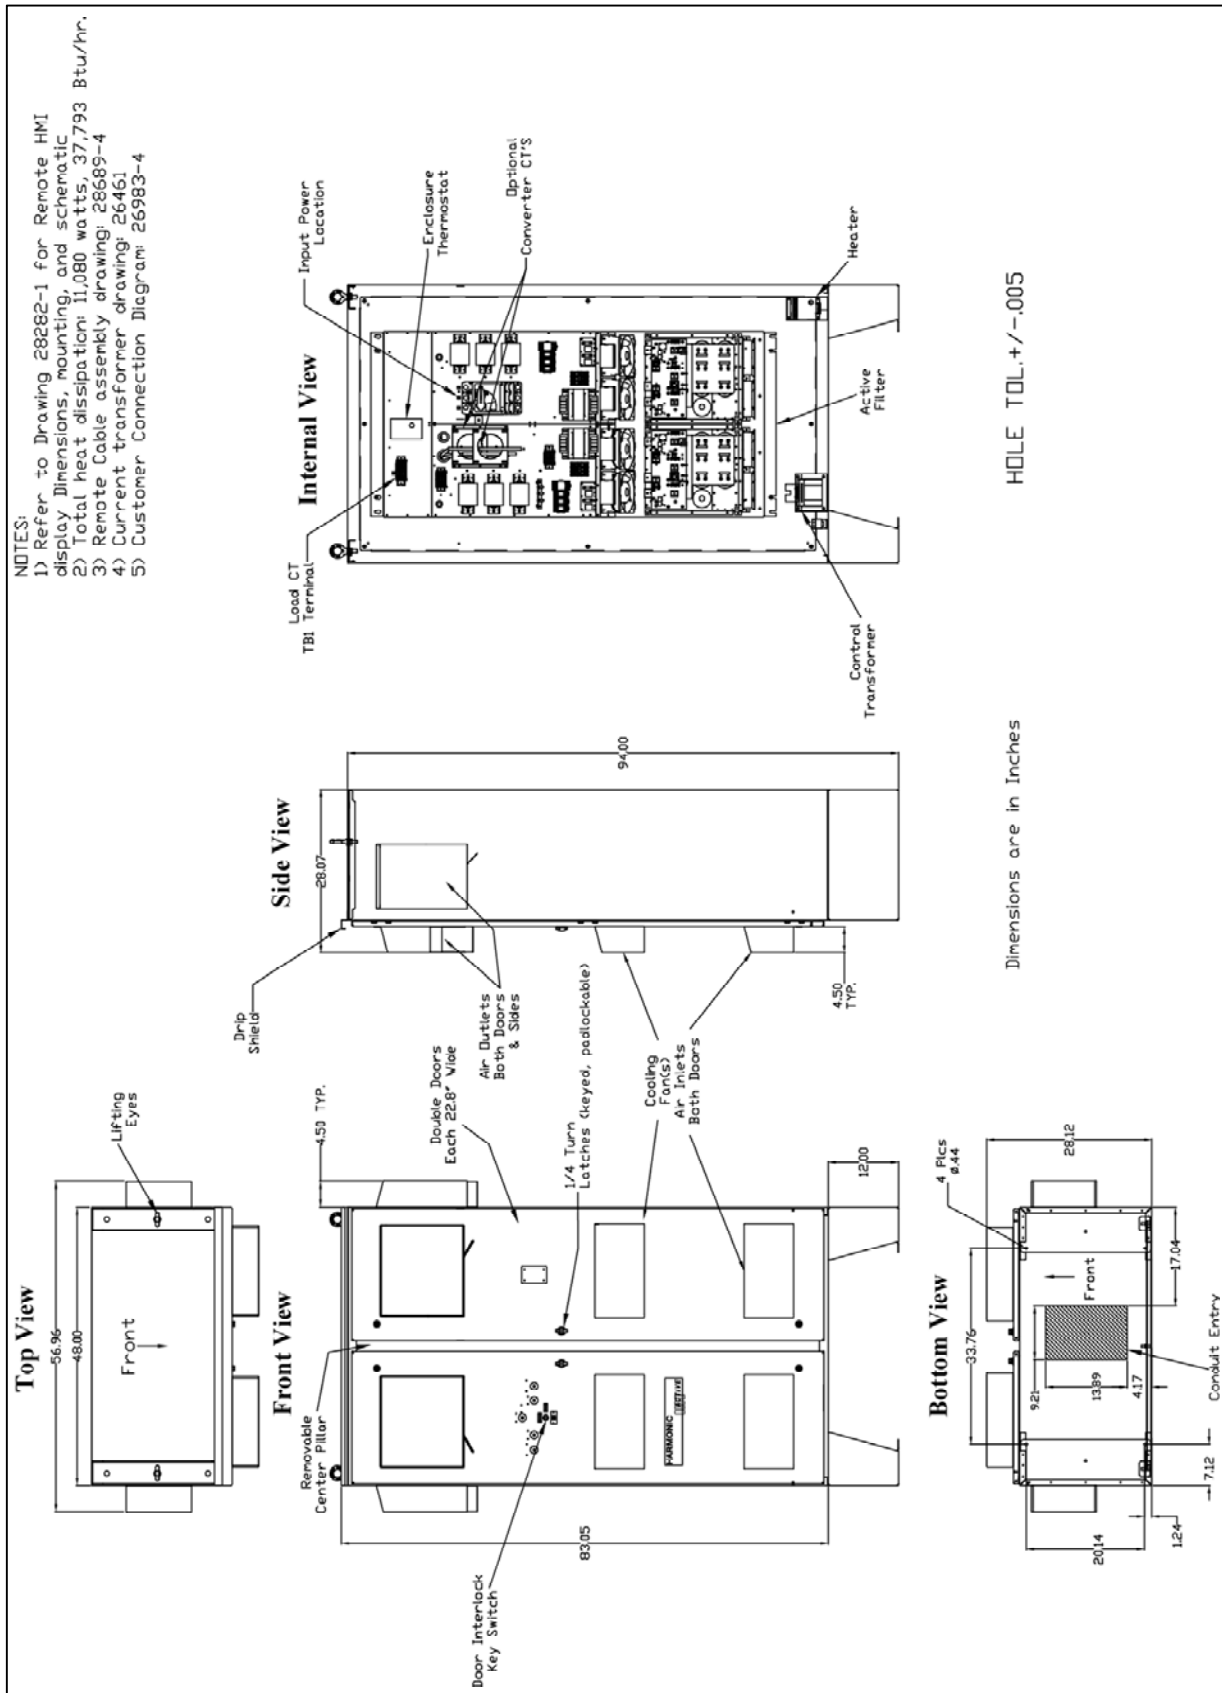 NOTES:
1) Refer to Drawing 28282-1 for Remote HMI
display Dimensions, mounting, and schematic
2) Total heat dissipation: 11,080 watts, 37,793 Btu/hr.
3) Remote Cable assembly drawing: 28689-4
4) Current transformer drawing: 26461
5) Customer Connection Diagram: 26983-4
Top View
56.96
48.00
Front
Lifting
Eyes
Front View
Removable
Center Pillar
4.50 TYP.
Double Doors
Each 22.8" Wide
1/4 Turn
Latches (keyed, padlockable)
Cooling
Fan(s)
Air Inlets
Both Doors
Door Interlock
Key Switch
HARMONIC
83.05
12.00
Side View
Drip
Shield
28.07
Air Outlets
Both Doors
& Sides
94.00
4.50
TYP.
Internal View
Load CT
TB1 Terminal
Input Power
Location
Enclosure
Thermostat
Optional
Converter CT'S
Control
Transformer
Active
Filter
Heater
Bottom View
4 Plcs
ø.44
33.76
9.21
Front
28.12
13.89
4.17
17.04
7.12
20.14
1.24
Conduit Entry
Dimensions are in Inches
HOLE TOL.+/-.005